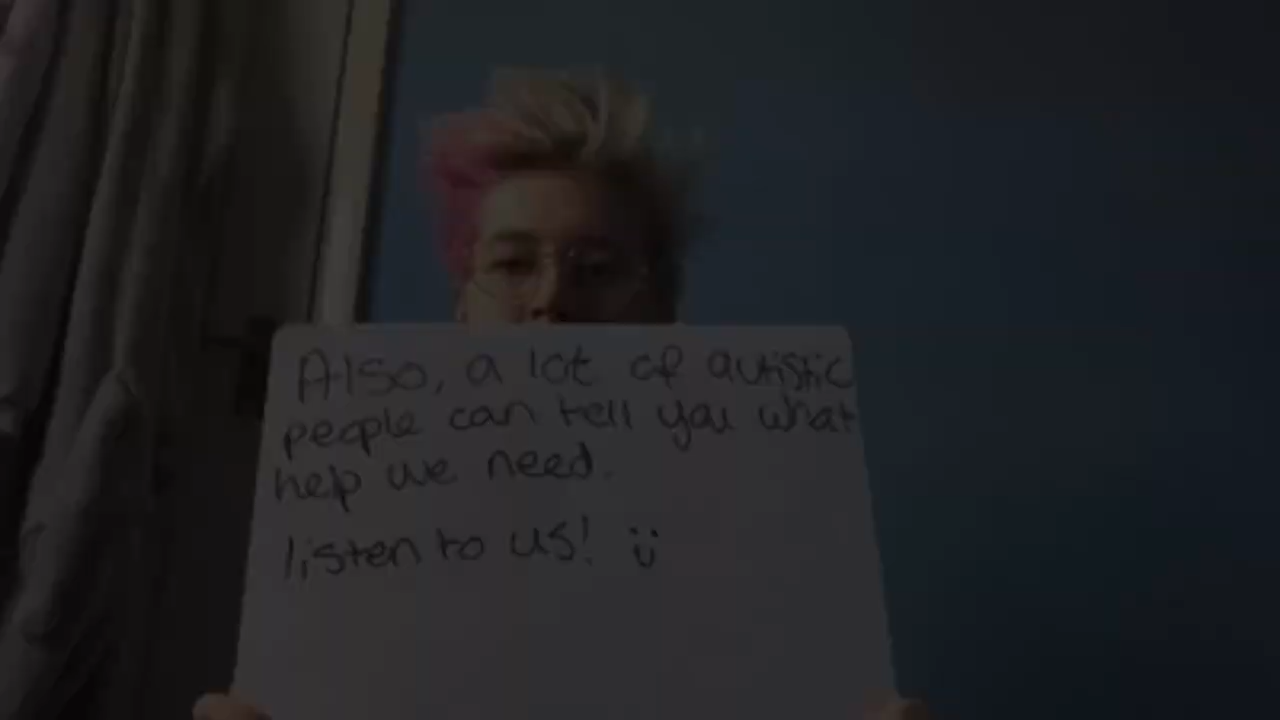 Also, a lot of autistic
people can tell you what
help we need.
listen to us! :)